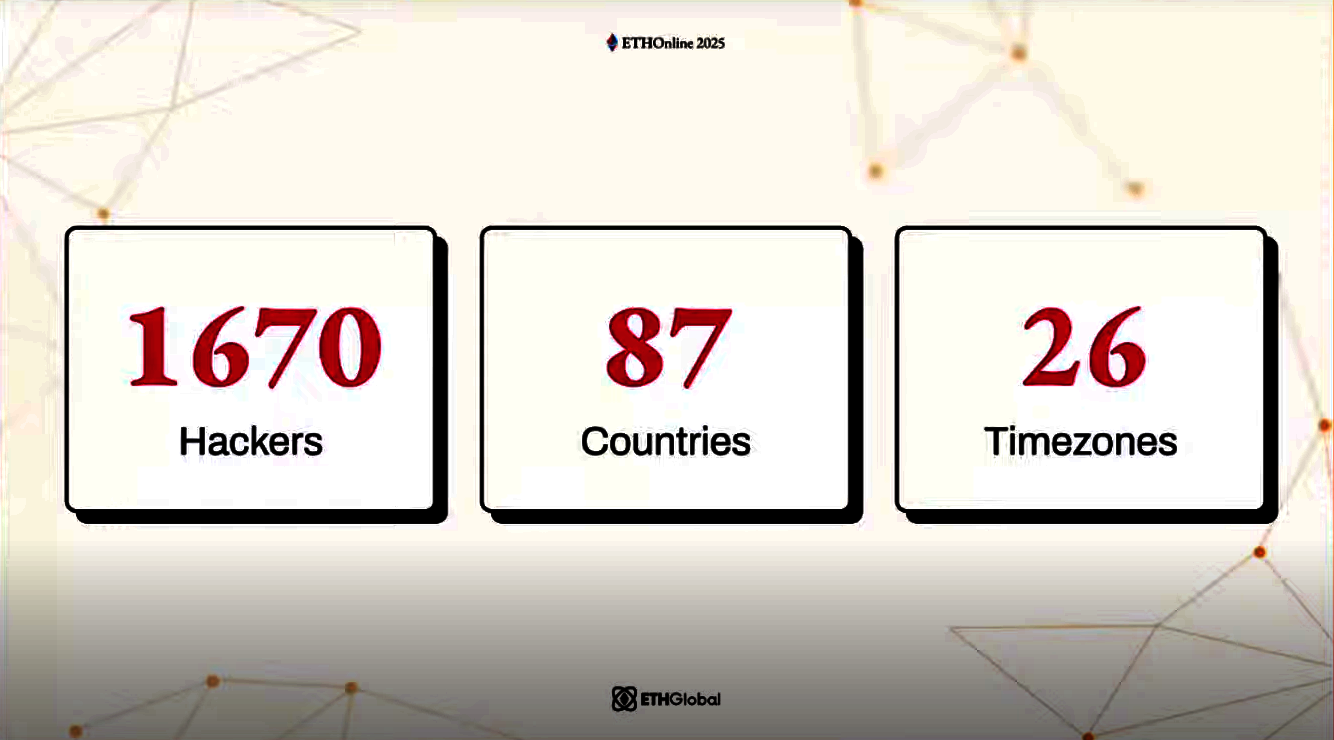 ETHOnline 2025
1670
Hackers
87
Countries
26
Timezones
ETHGlobal